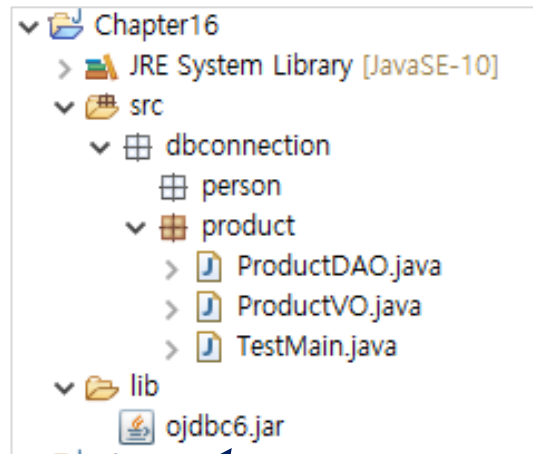 Chapter16
JRE System Library [JavaSE-10]
src
dbconnection
person
product
ProductDAO.java
ProductVO.java
TestMain.java
lib
ojdbc6.jar